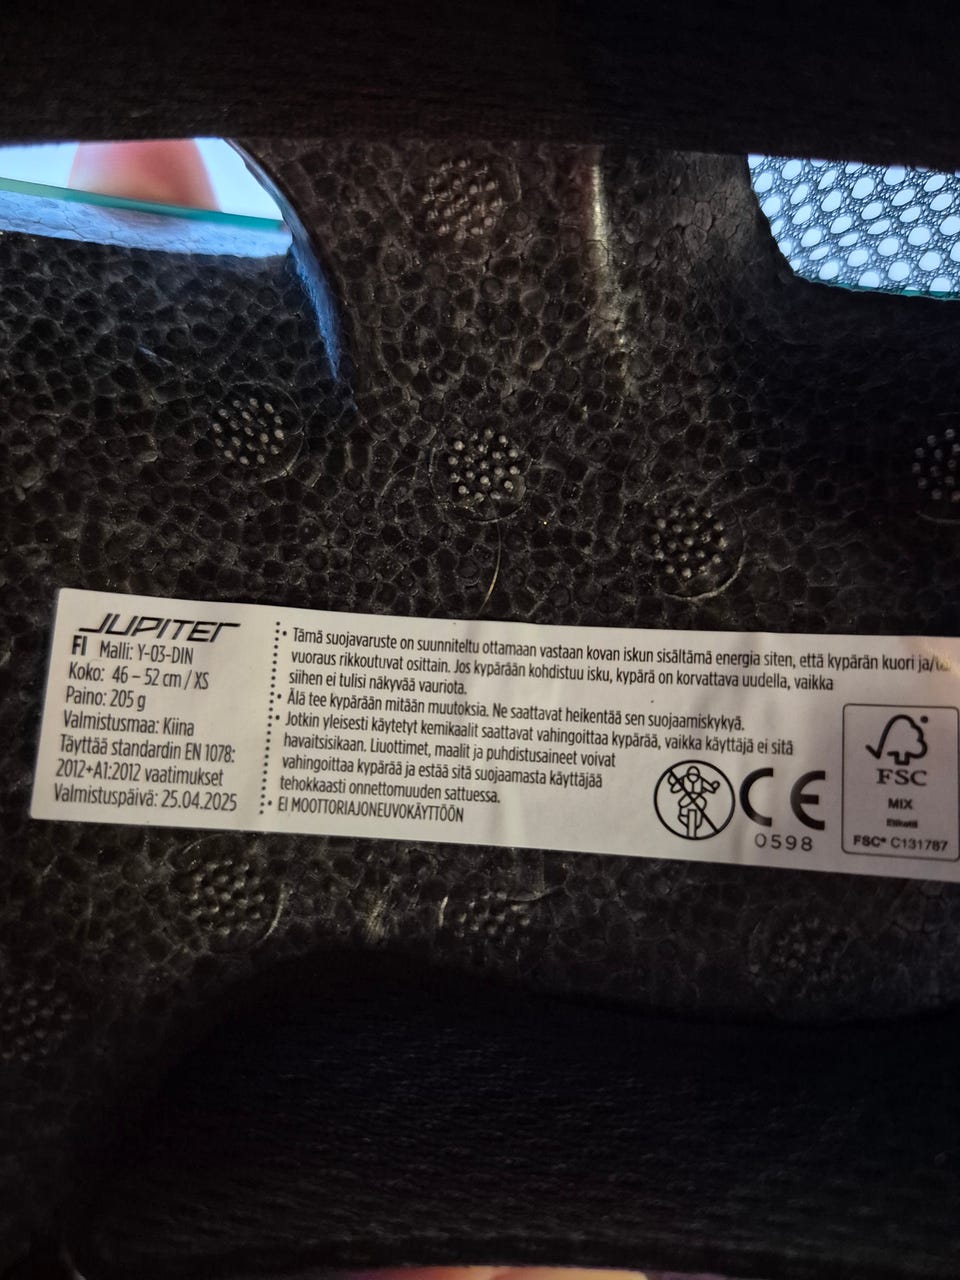 JUPITER
FI Malli: Y-03-DIN
Koko: 46 – 52 cm / XS
Paino: 205 g
Valmistusmaa: Kiina
Täyttää standardin EN 1078:
2012+A1:2012 vaatimukset
Valmistuspäivä: 25.04.2025
• Tämä suojavaruste on suunniteltu ottamaan vastaan kovan iskun sisältämä energia siten, että kypärän kuori ja/tai
vuoraus rikkoutuvat osittain. Jos kypärään kohdistuu isku, kypärä on korvattava uudella, vaikka
siihen ei tulisi näkyvää vauriota.
• Älä tee kypärään mitään muutoksia. Ne saattavat heikentää sen suojaamiskykyä.
• Jotkin yleisesti käytetyt kemikaalit saattavat vahingoittaa kypärää, vaikka käyttäjä ei sitä
havaitsisikaan. Liuottimet, maalit ja puhdistusaineet voivat
vahingoittaa kypärää ja estää sitä suojaamasta käyttäjää
tehokkaasti onnettomuuden sattuessa.
• EI MOOTTORIAJONEUVOKÄYTTÖÖN
CE
0598
FSC
MIX
Etiketti
FSC® C131787